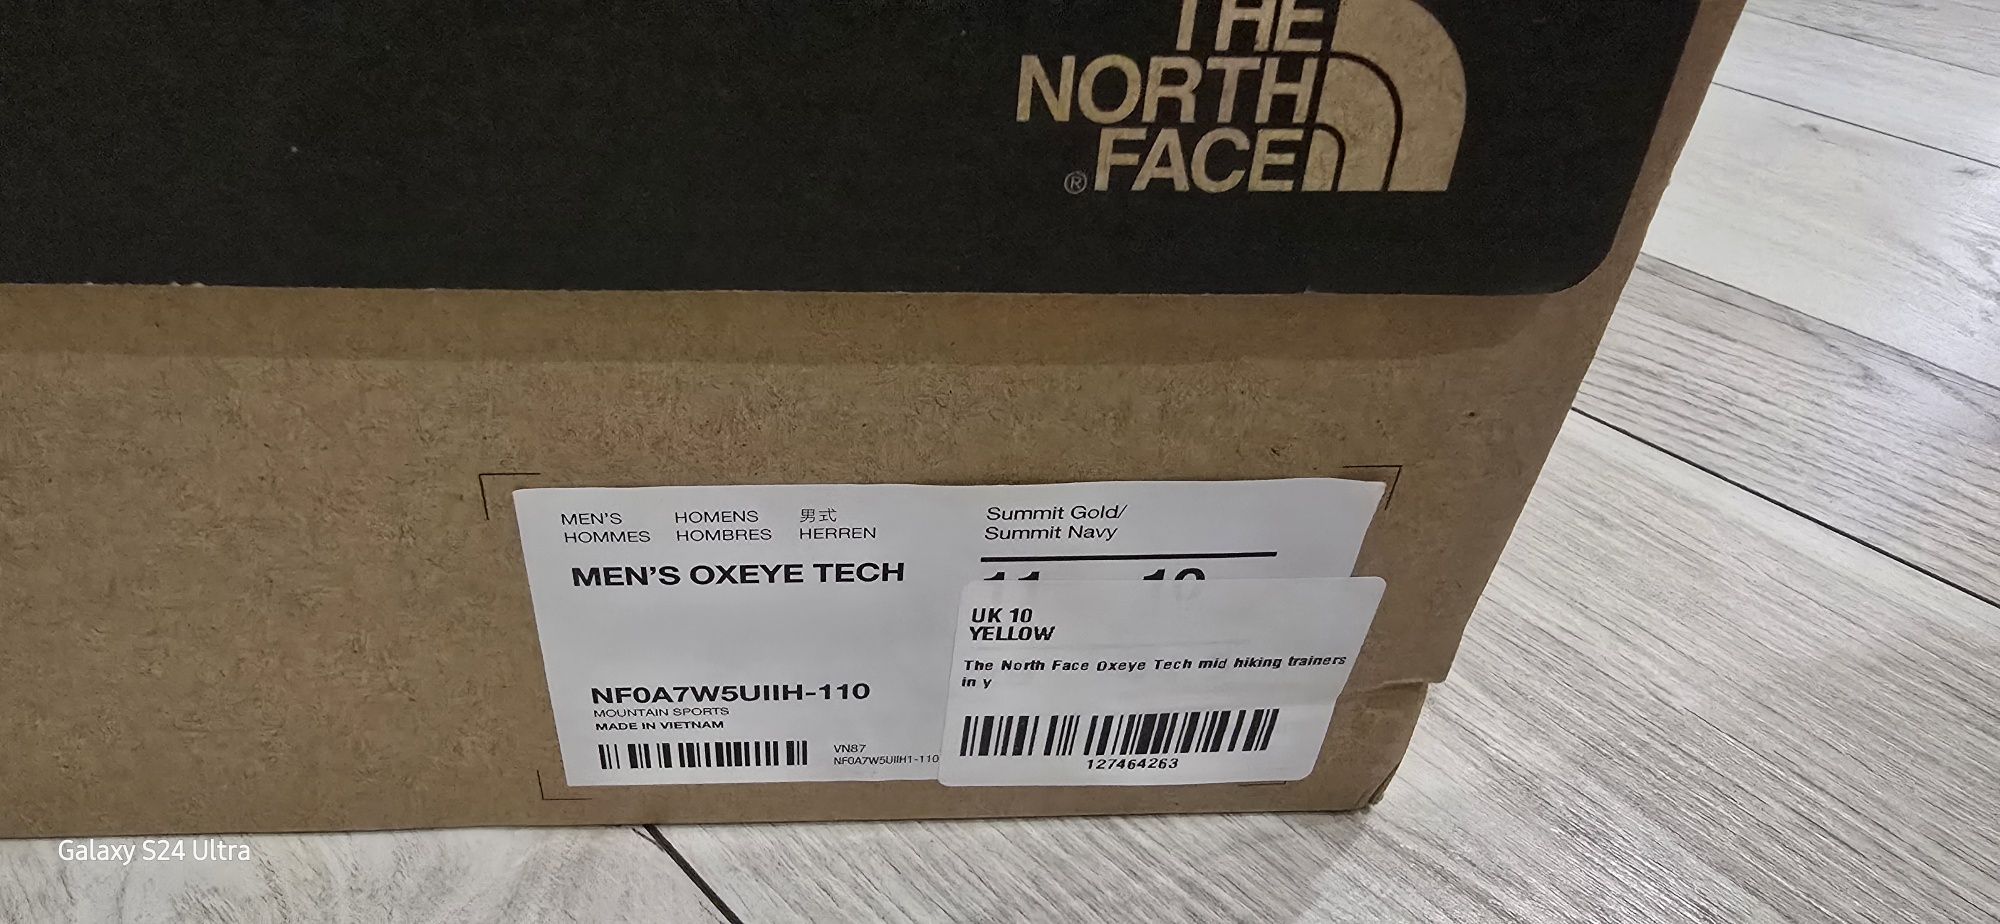 THE
NORTH
FACE
®
MEN'S HOMENS 男式
HOMMES HOMBRES HERREN
MEN'S OXEYE TECH
Summit Gold/
Summit Navy
UK 10
YELLOW
The North Face Oxeye Tech mid hiking trainers
in y
127464263
NF0A7W5UIIH-110
MOUNTAIN SPORTS
MADE IN VIETNAM
VN87
NF0A7W5UIIH1-110
Galaxy S24 Ultra